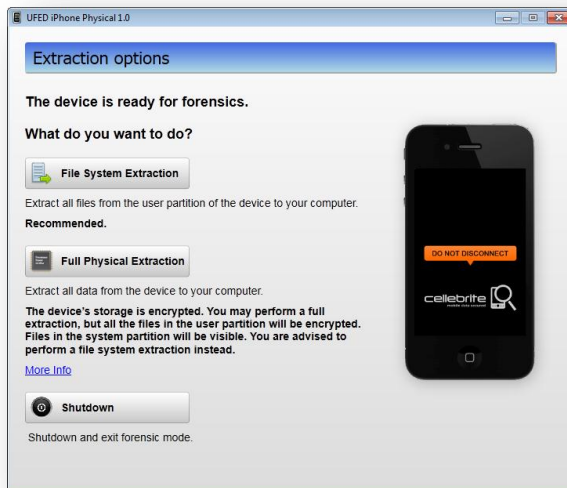 UFED iPhone Physical 1.0
Extraction options
The device is ready for forensics.
What do you want to do?
File System Extraction
Extract all files from the user partition of the device to your computer.
Recommended.
Full Physical Extraction
Extract all data from the device to your computer.
The device's storage is encrypted. You may perform a full
extraction, but all the files in the user partition will be encrypted.
Files in the system partition will be visible. You are advised to
perform a file system extraction instead.
More Info
Shutdown
Shutdown and exit forensic mode.
DO NOT DISCONNECT
cellebrite